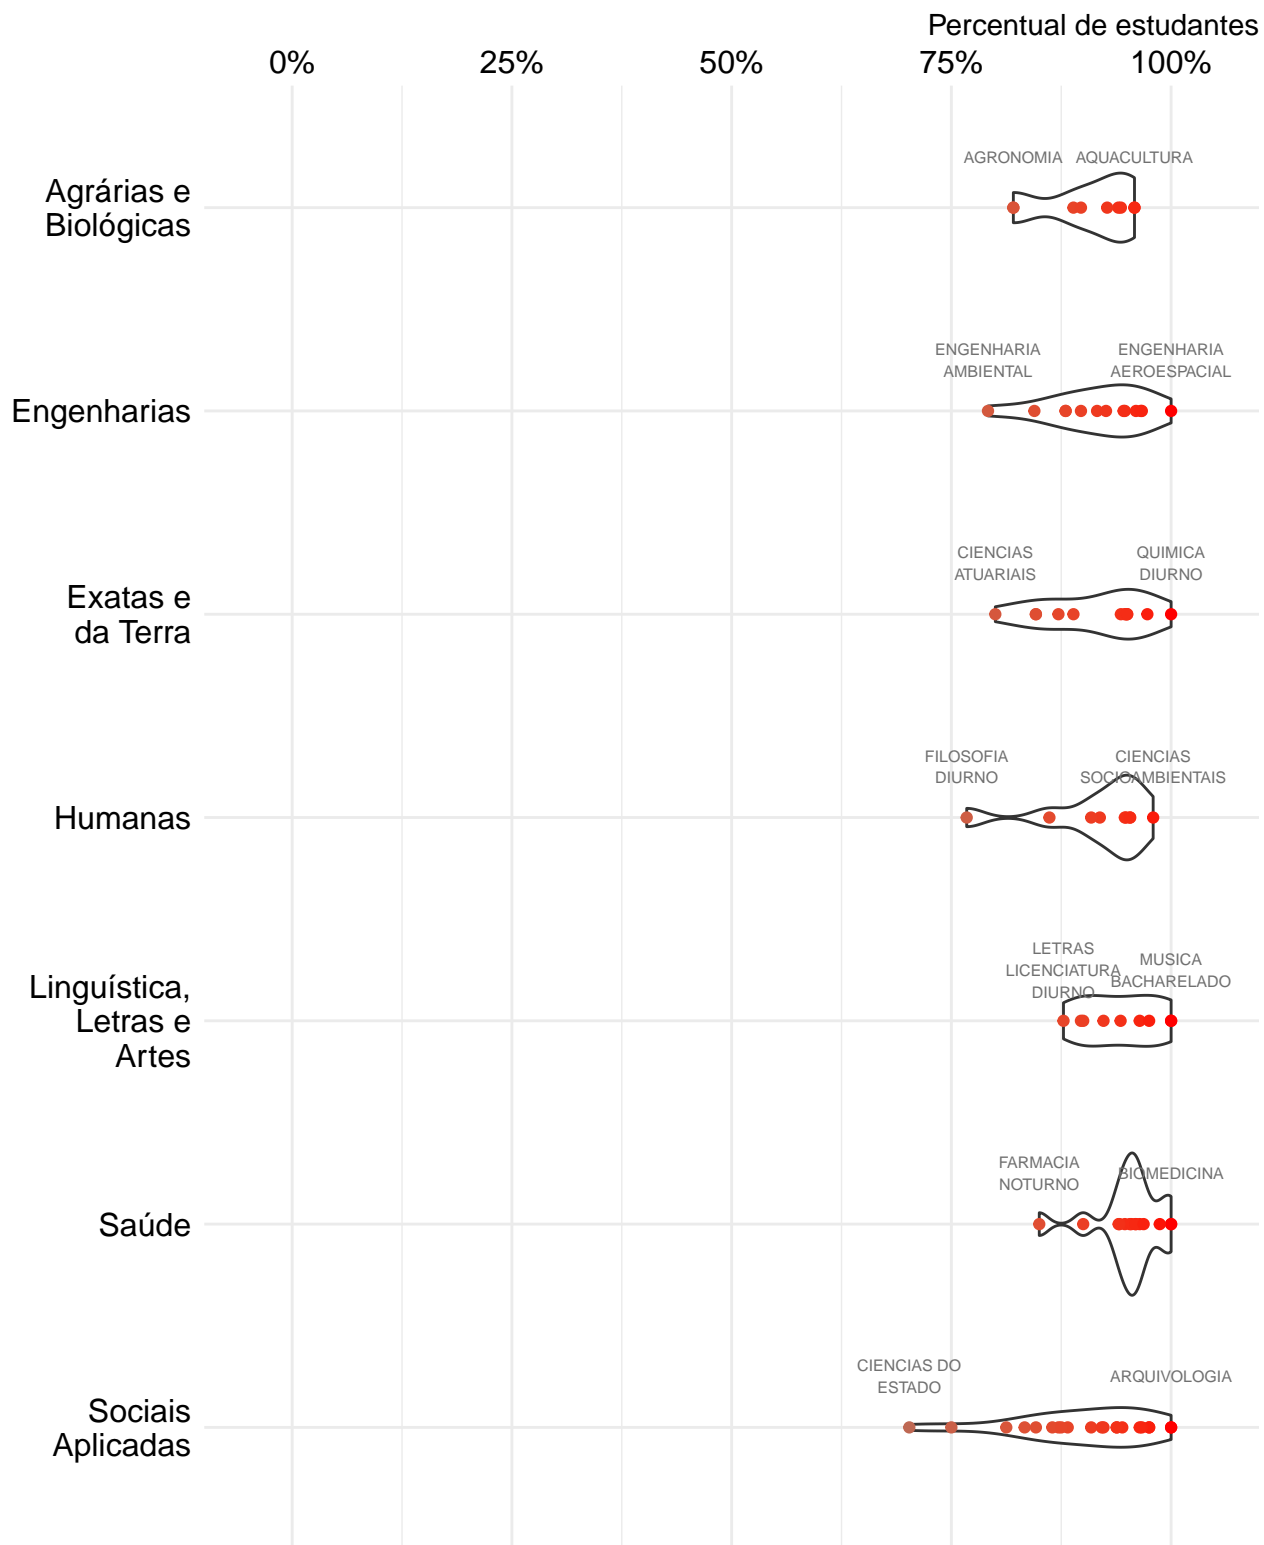 Percentual de estudantes
0%
25%
50%
75%
100%
AGRONOMIA
AQUACULTURA
Agrárias e
Biológicas
ENGENHARIA
AMBIENTAL
ENGENHARIA
AEROESPACIAL
Engenharias
CIENCIAS
ATUARIAIS
QUIMICA
DIURNO
Exatas e
da Terra
FILOSOFIA
DIURNO
CIENCIAS
SOCIOAMBIENTAIS
Humanas
LETRAS
LICENCIATURA
DIURNO
MUSICA
BACHARELADO
Linguística,
Letras e
Artes
FARMACIA
NOTURNO
BIOMEDICINA
Saúde
CIENCIAS DO
ESTADO
ARQUIVOLOGIA
Sociais
Aplicadas